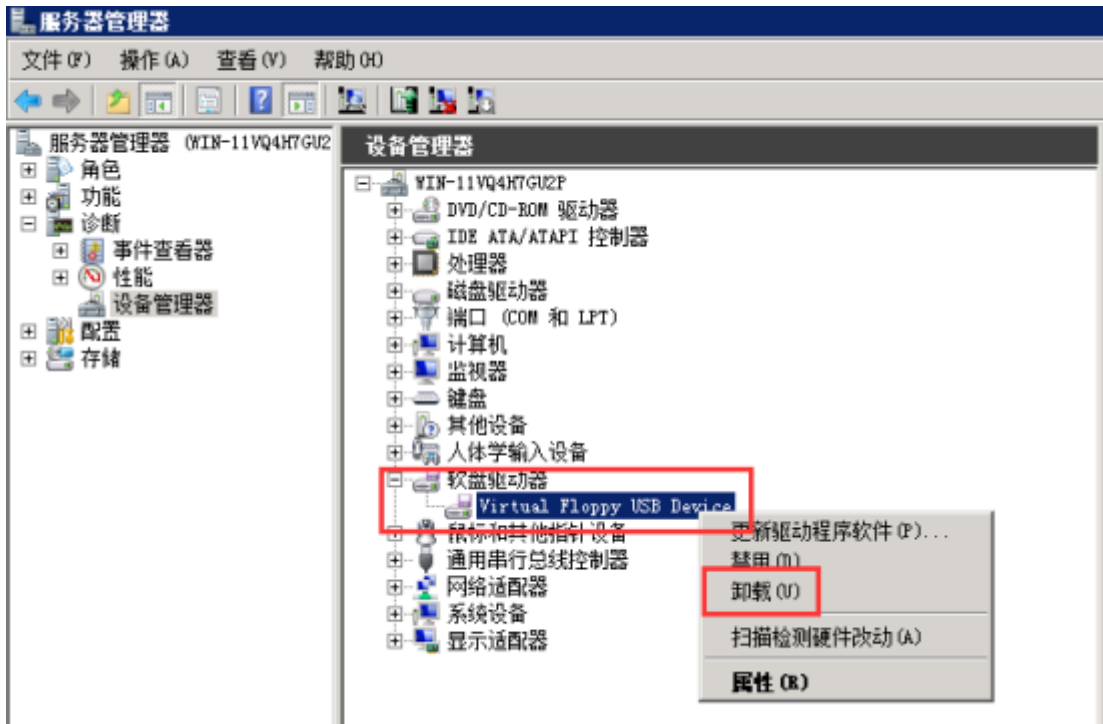 服务器管理器
文件(F) 操作(A) 查看(V) 帮助(H)
服务器管理器 (WIN-11VQ4H7GU2
角色
功能
诊断
事件查看器
性能
设备管理器
配置
存储
设备管理器
WIN-11VQ4H7GU2P
DVD/CD-ROM 驱动器
IDE ATA/ATAPI 控制器
处理器
磁盘驱动器
端口 (COM 和 LPT)
计算机
监视器
键盘
其他设备
人体学输入设备
软盘驱动器
Virtual Floppy USB Device
鼠标和其他指针设备
通用串行总线控制器
网络适配器
系统设备
显示适配器
更新驱动程序软件(P)...
禁用(D)
卸载(U)
扫描检测硬件改动(A)
属性(R)